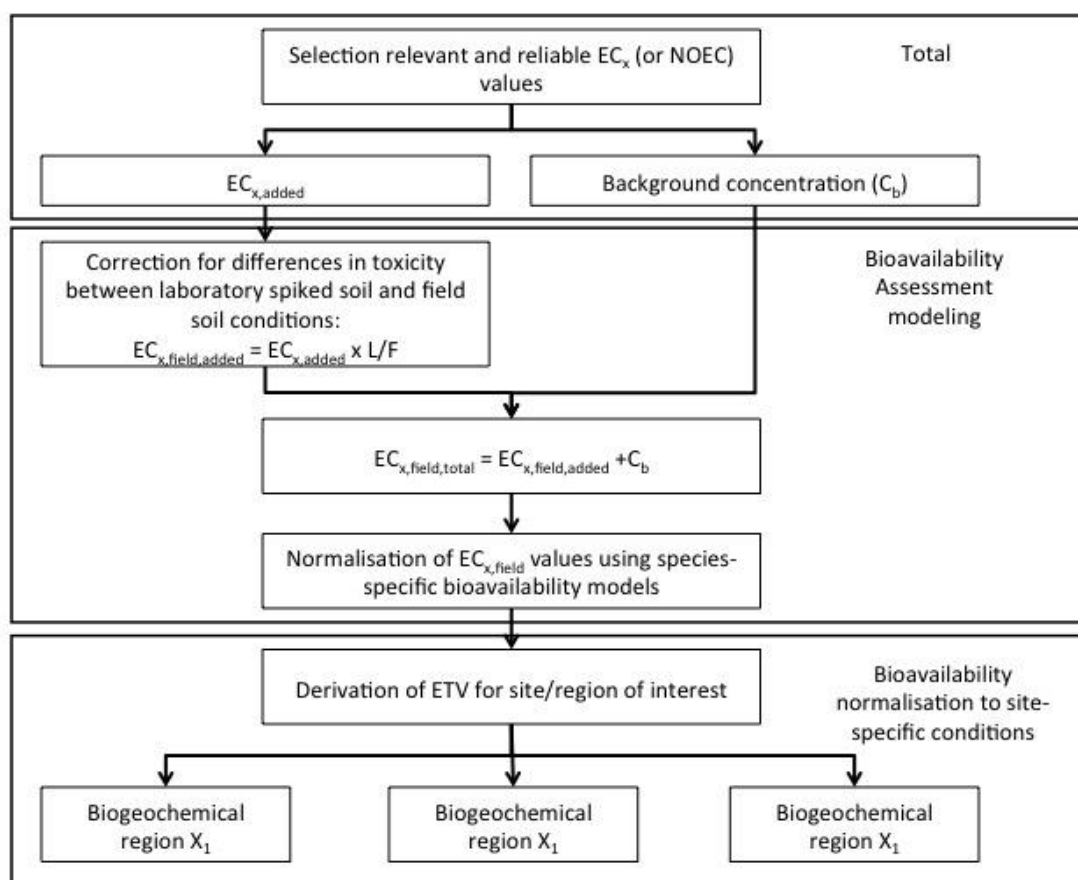 Selection relevant and reliable ECx (or NOEC)
values
Total
ECx,added
Background concentration (Cb)
Correction for differences in toxicity
between laboratory spiked soil and field
soil conditions:
ECx,field,added = ECx,added x L/F
Bioavailability
Assessment
modeling
ECx,field,total = ECx,field,added +Cb
Normalisation of ECx,field values using species-
specific bioavailability models
Derivation of ETV for site/region of interest
Bioavailability
normalisation to site-
specific conditions
Biogeochemical
region X1
Biogeochemical
region X1
Biogeochemical
region X1